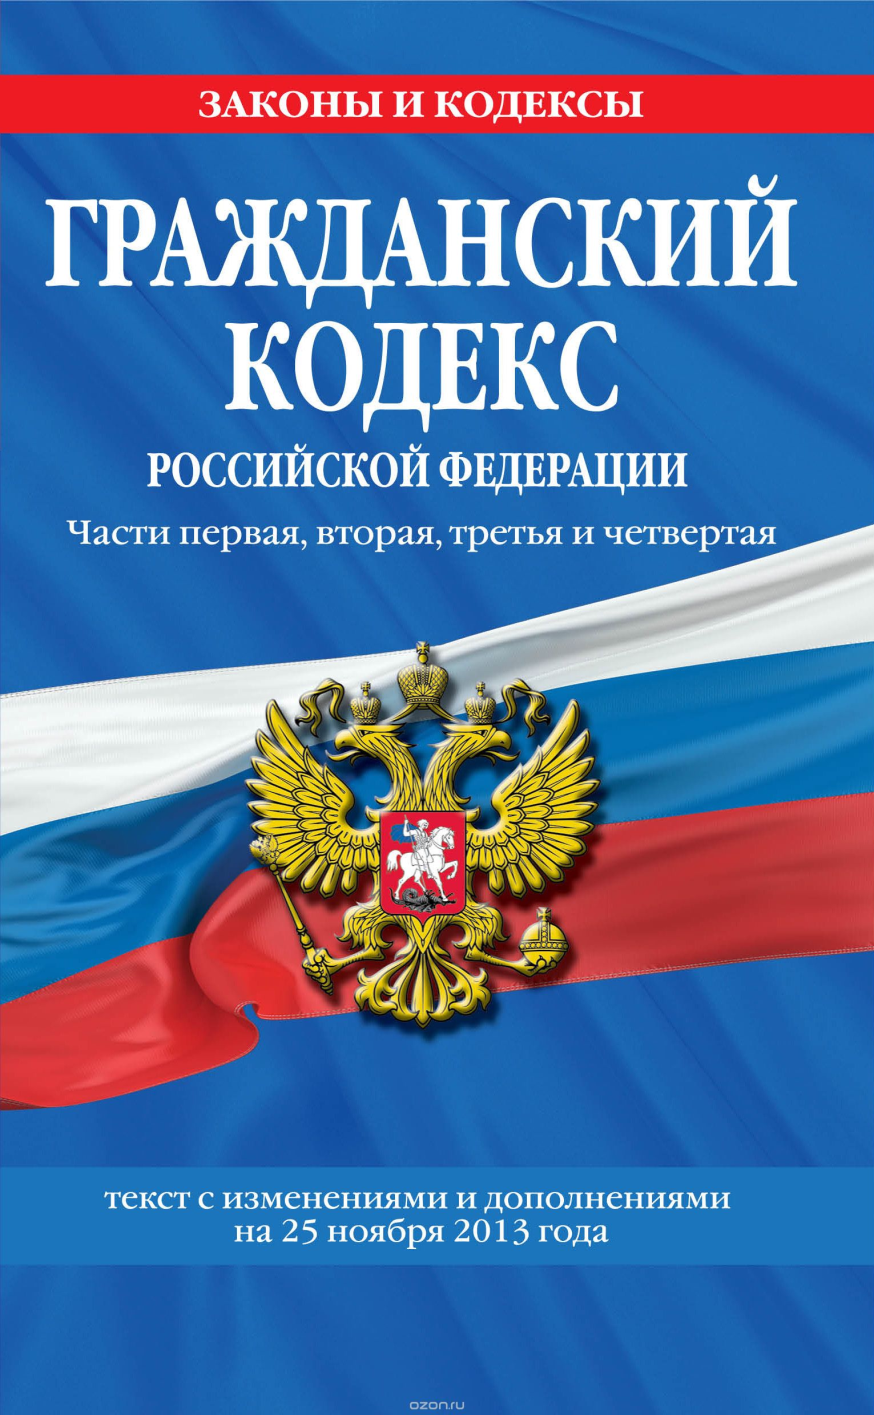 ЗАКОНЫ И КОДЕКСЫ
ГРАЖДАНСКИЙ
КОДЕКС
РОССИЙСКОЙ ФЕДЕРАЦИИ
Части первая, вторая, третья и четвертая
текст с изменениями и дополнениями
на 25 ноября 2013 года
ozon.ru